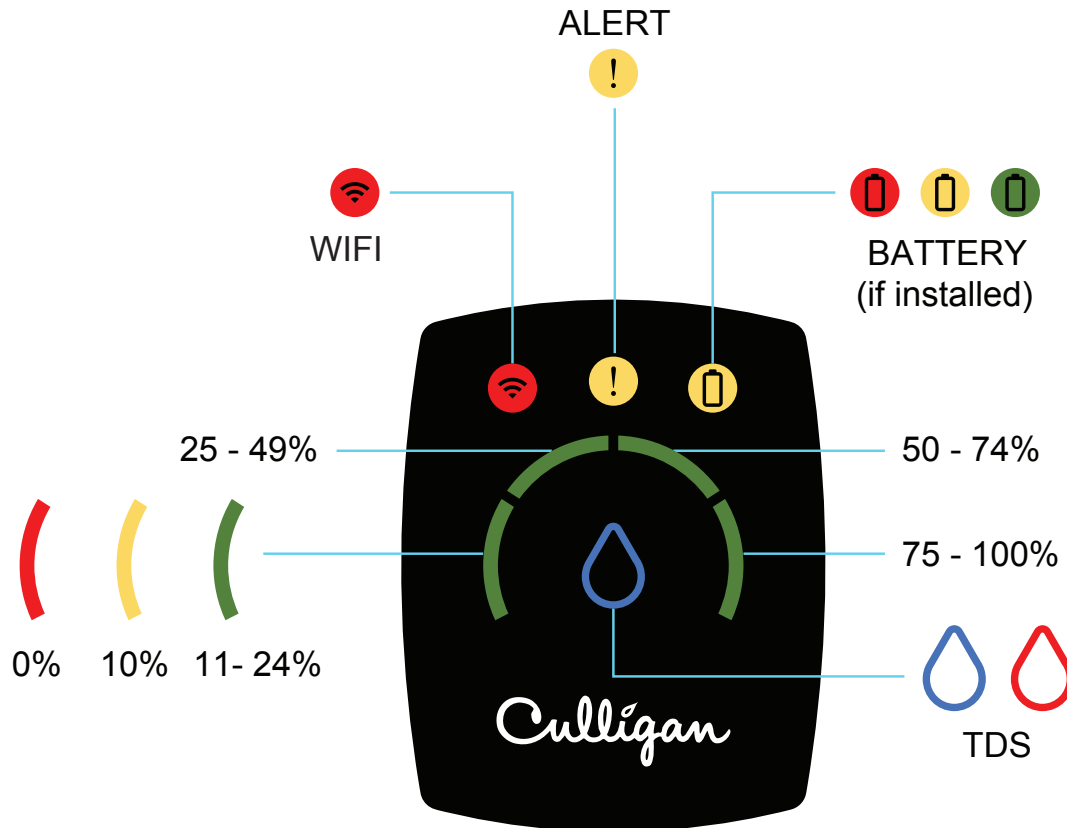 ALERT
!
WIFI
BATTERY
(if installed)
!
25 - 49%
50 - 74%
75 - 100%
0%
10%
11- 24%
Culligan
TDS